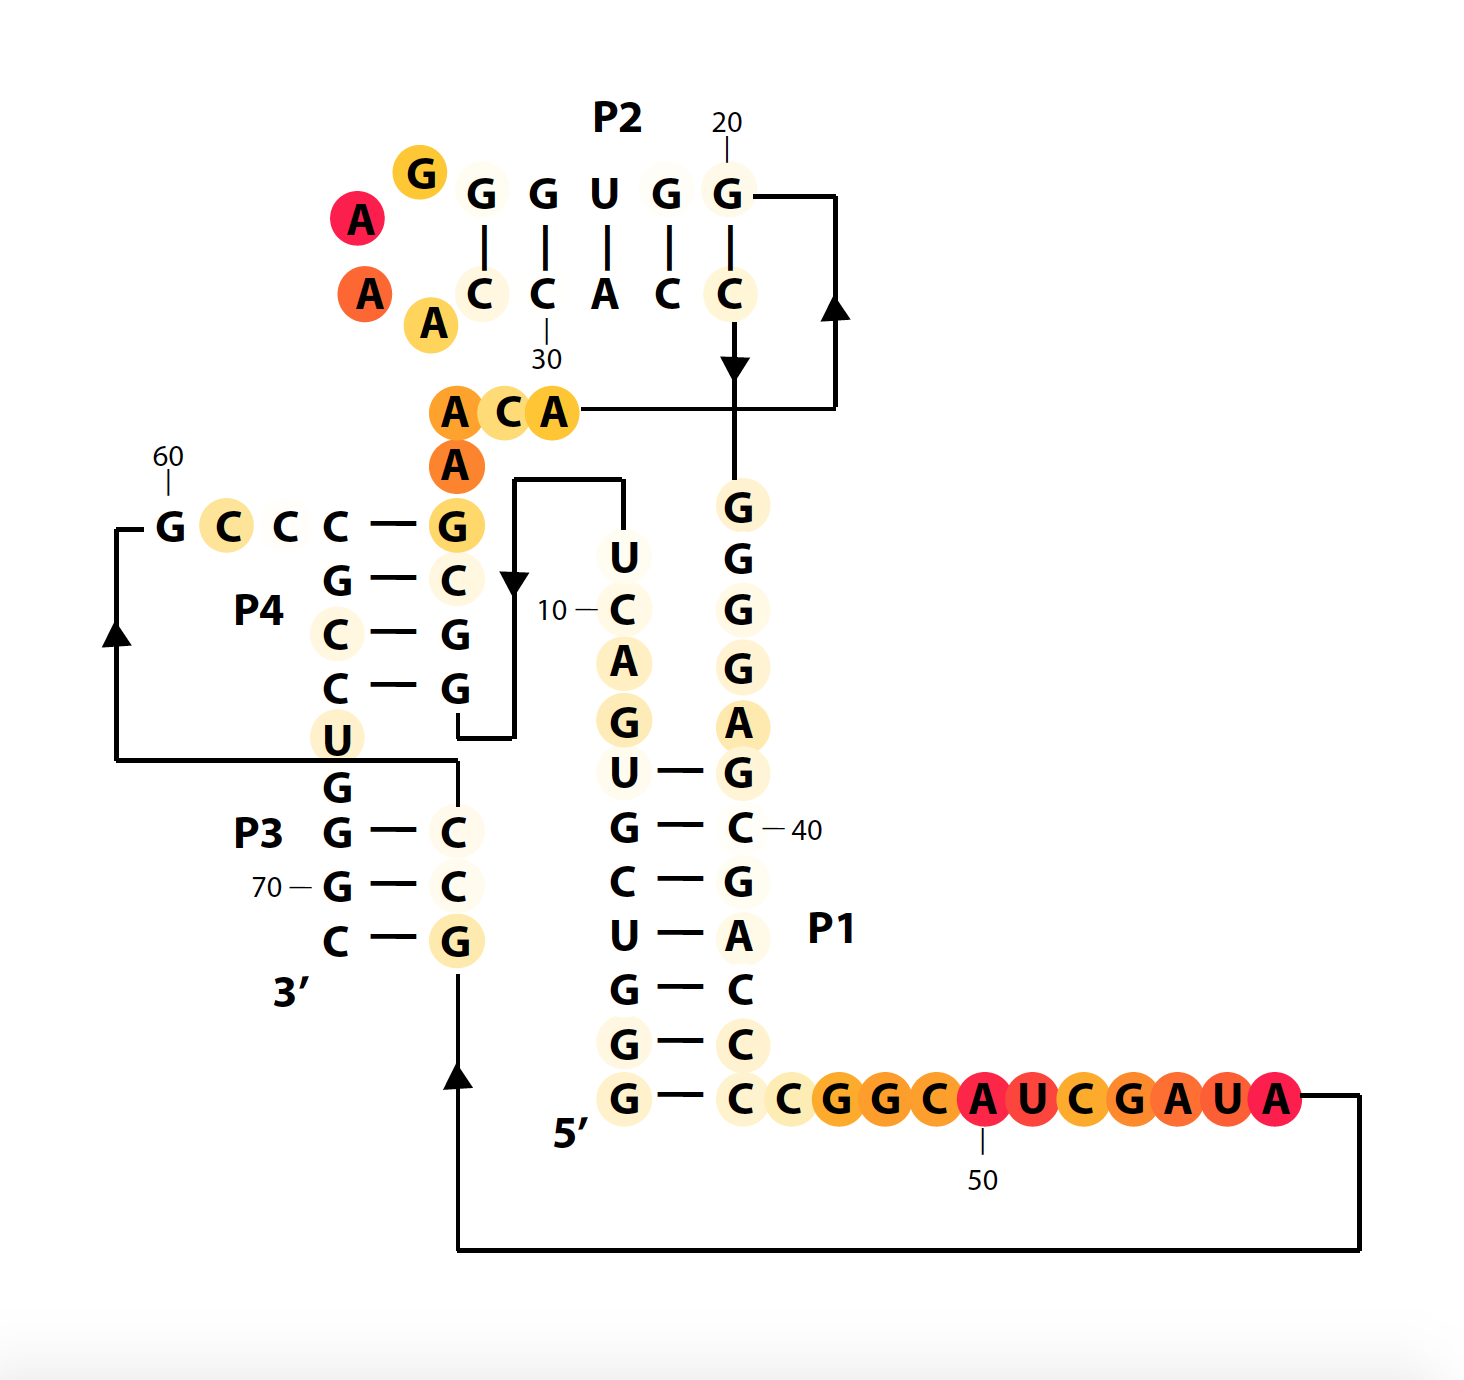 P2
20
G G G U G G
A
A A C C A C C
30
A C A
A
60
G C C C G
G C
P4
C G
C G
U
G
P3 G C
70 G C
C G
3′
U G
10 C G
A G
G A
U G
G C 40
C G
U A
P1
G C
G C
G C C G G C A U C G A U A
5′
50
G